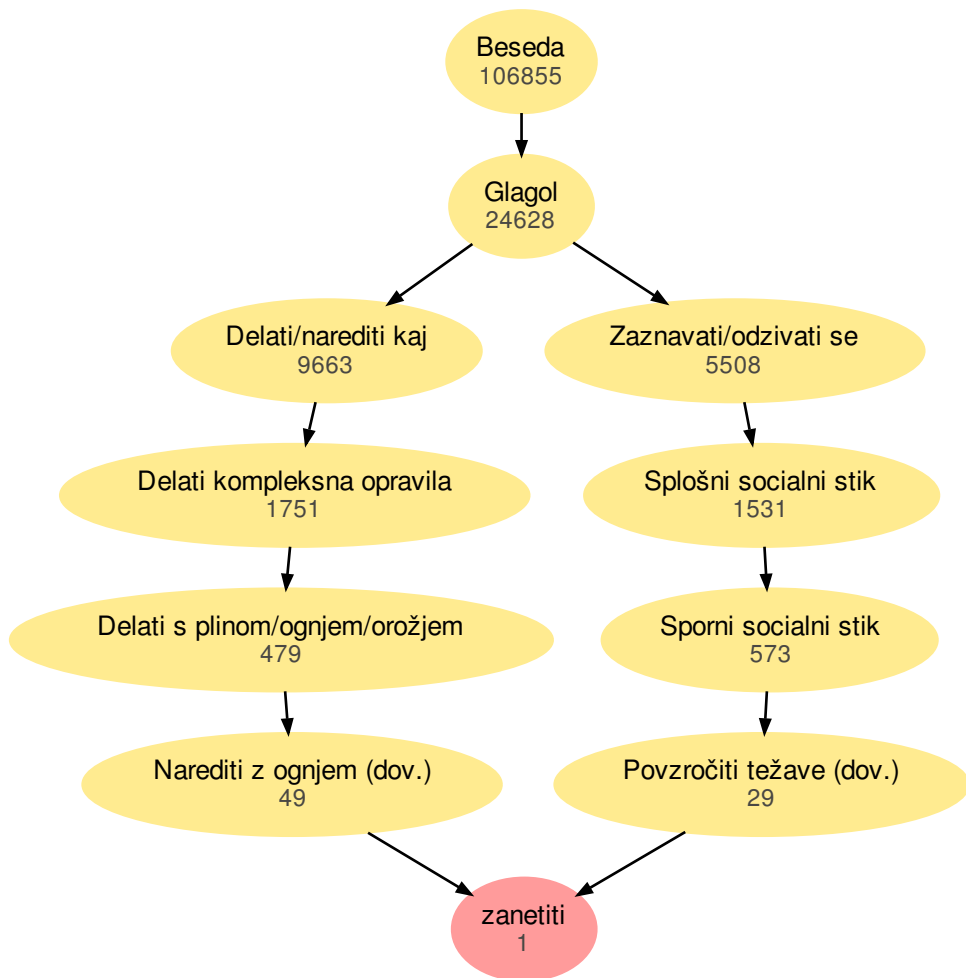 Beseda
106855
Glagol
24628
Delati/narediti kaj
9663
Zaznavati/odzivati se
5508
Delati kompleksna opravila
1751
Splošni socialni stik
1531
Delati s plinom/ognjem/orožjem
479
Sporni socialni stik
573
Narediti z ognjem (dov.)
49
Povzročiti težave (dov.)
29
zanetiti
1